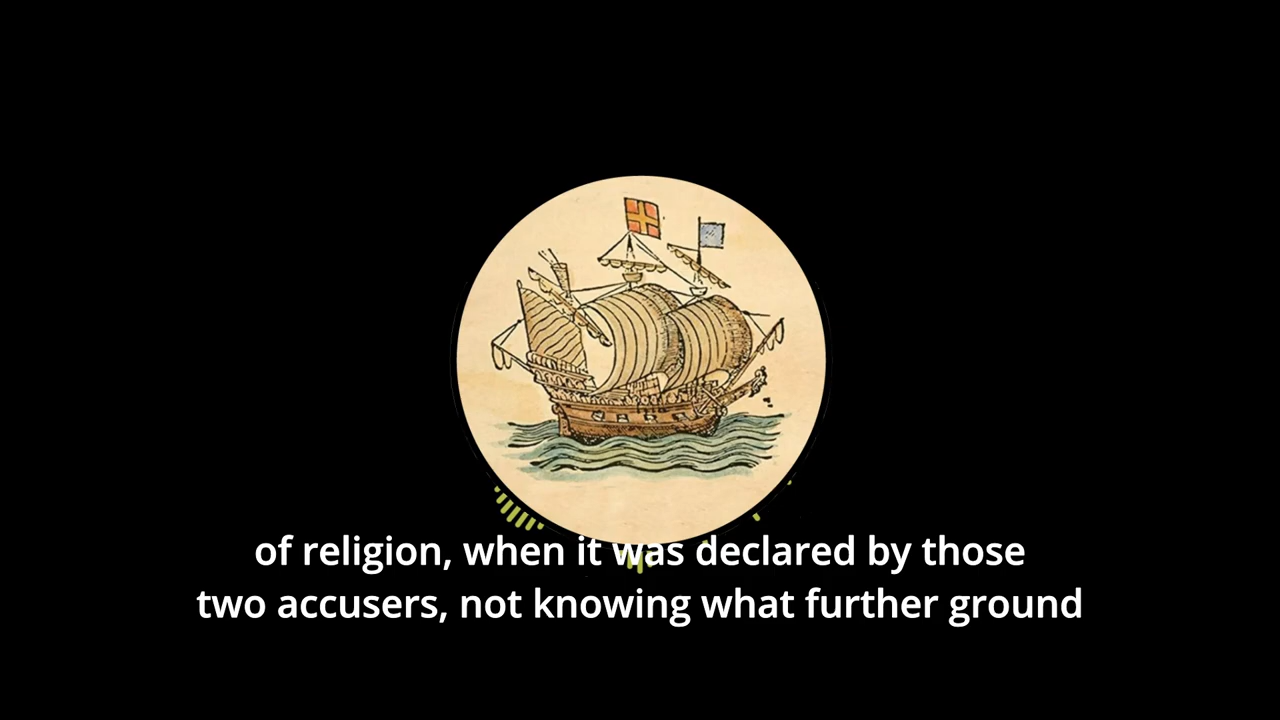 of religion, when it was declared by those
two accusers, not knowing what further ground